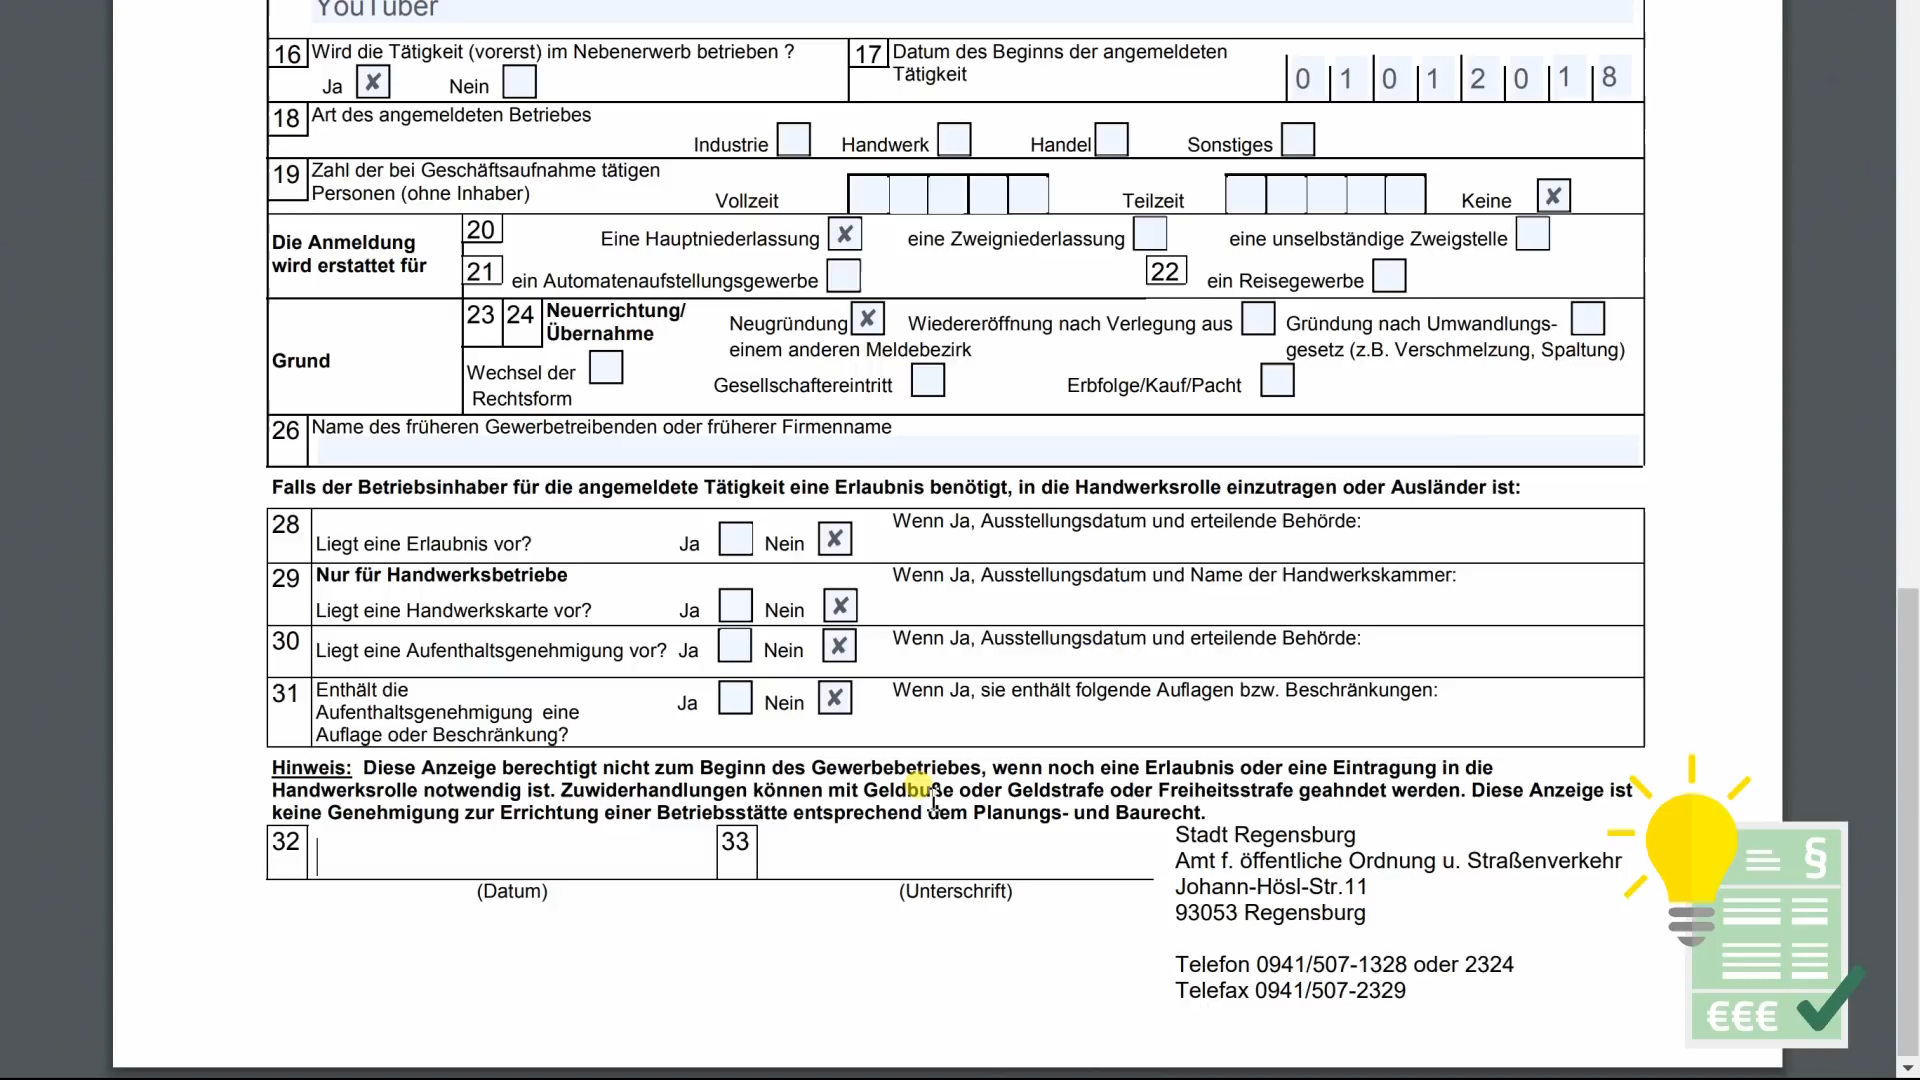 YouTuber
16 Wird die Tätigkeit (vorerst) im Nebenerwerb betrieben ?
Ja ✗ Nein
17 Datum des Beginns der angemeldeten
Tätigkeit
0 1 0 1 2 0 1 8
18 Art des angemeldeten Betriebes
Industrie Handwerk Handel Sonstiges
19 Zahl der bei Geschäftsaufnahme tätigen
Personen (ohne Inhaber) Vollzeit Teilzeit Keine ✗
Die Anmeldung
wird erstattet für
20 Eine Hauptniederlassung ✗ eine Zweigniederlassung eine unselbständige Zweigstelle
21 ein Automatenaufstellungsgewerbe 22 ein Reisegewerbe
Grund
23 24 Neuerrichtung/
Übernahme
Neugründung ✗ Wiedereröffnung nach Verlegung aus Gründung nach Umwandlungs-
einem anderen Meldebezirk gesetz (z.B. Verschmelzung, Spaltung)
Wechsel der
Rechtsform
Gesellschaftereintritt Erbfolge/Kauf/Pacht
26 Name des früheren Gewerbetreibenden oder früherer Firmenname
Falls der Betriebsinhaber für die angemeldete Tätigkeit eine Erlaubnis benötigt, in die Handwerksrolle einzutragen oder Ausländer ist:
28 Liegt eine Erlaubnis vor? Ja Nein ✗ Wenn Ja, Ausstellungsdatum und erteilende Behörde:
29 Nur für Handwerksbetriebe Wenn Ja, Ausstellungsdatum und Name der Handwerkskammer:
Liegt eine Handwerkskarte vor? Ja Nein ✗
30 Liegt eine Aufenthaltsgenehmigung vor? Ja Nein ✗ Wenn Ja, Ausstellungsdatum und erteilende Behörde:
31 Enthält die
Aufenthaltsgenehmigung eine
Auflage oder Beschränkung?
Ja Nein ✗ Wenn Ja, sie enthält folgende Auflagen bzw. Beschränkungen:
Hinweis: Diese Anzeige berechtigt nicht zum Beginn des Gewerbebetriebes, wenn noch eine Erlaubnis oder eine Eintragung in die
Handwerksrolle notwendig ist. Zuwiderhandlungen können mit Geldbuße oder Geldstrafe oder Freiheitsstrafe geahndet werden. Diese Anzeige ist
keine Genehmigung zur Errichtung einer Betriebsstätte entsprechend dem Planungs- und Baurecht.
32 33
(Datum) (Unterschrift)
Stadt Regensburg
Amt f. öffentliche Ordnung u. Straßenverkehr
Johann-Hösl-Str.11
93053 Regensburg
Telefon 0941/507-1328 oder 2324
Telefax 0941/507-2329
§
€€€